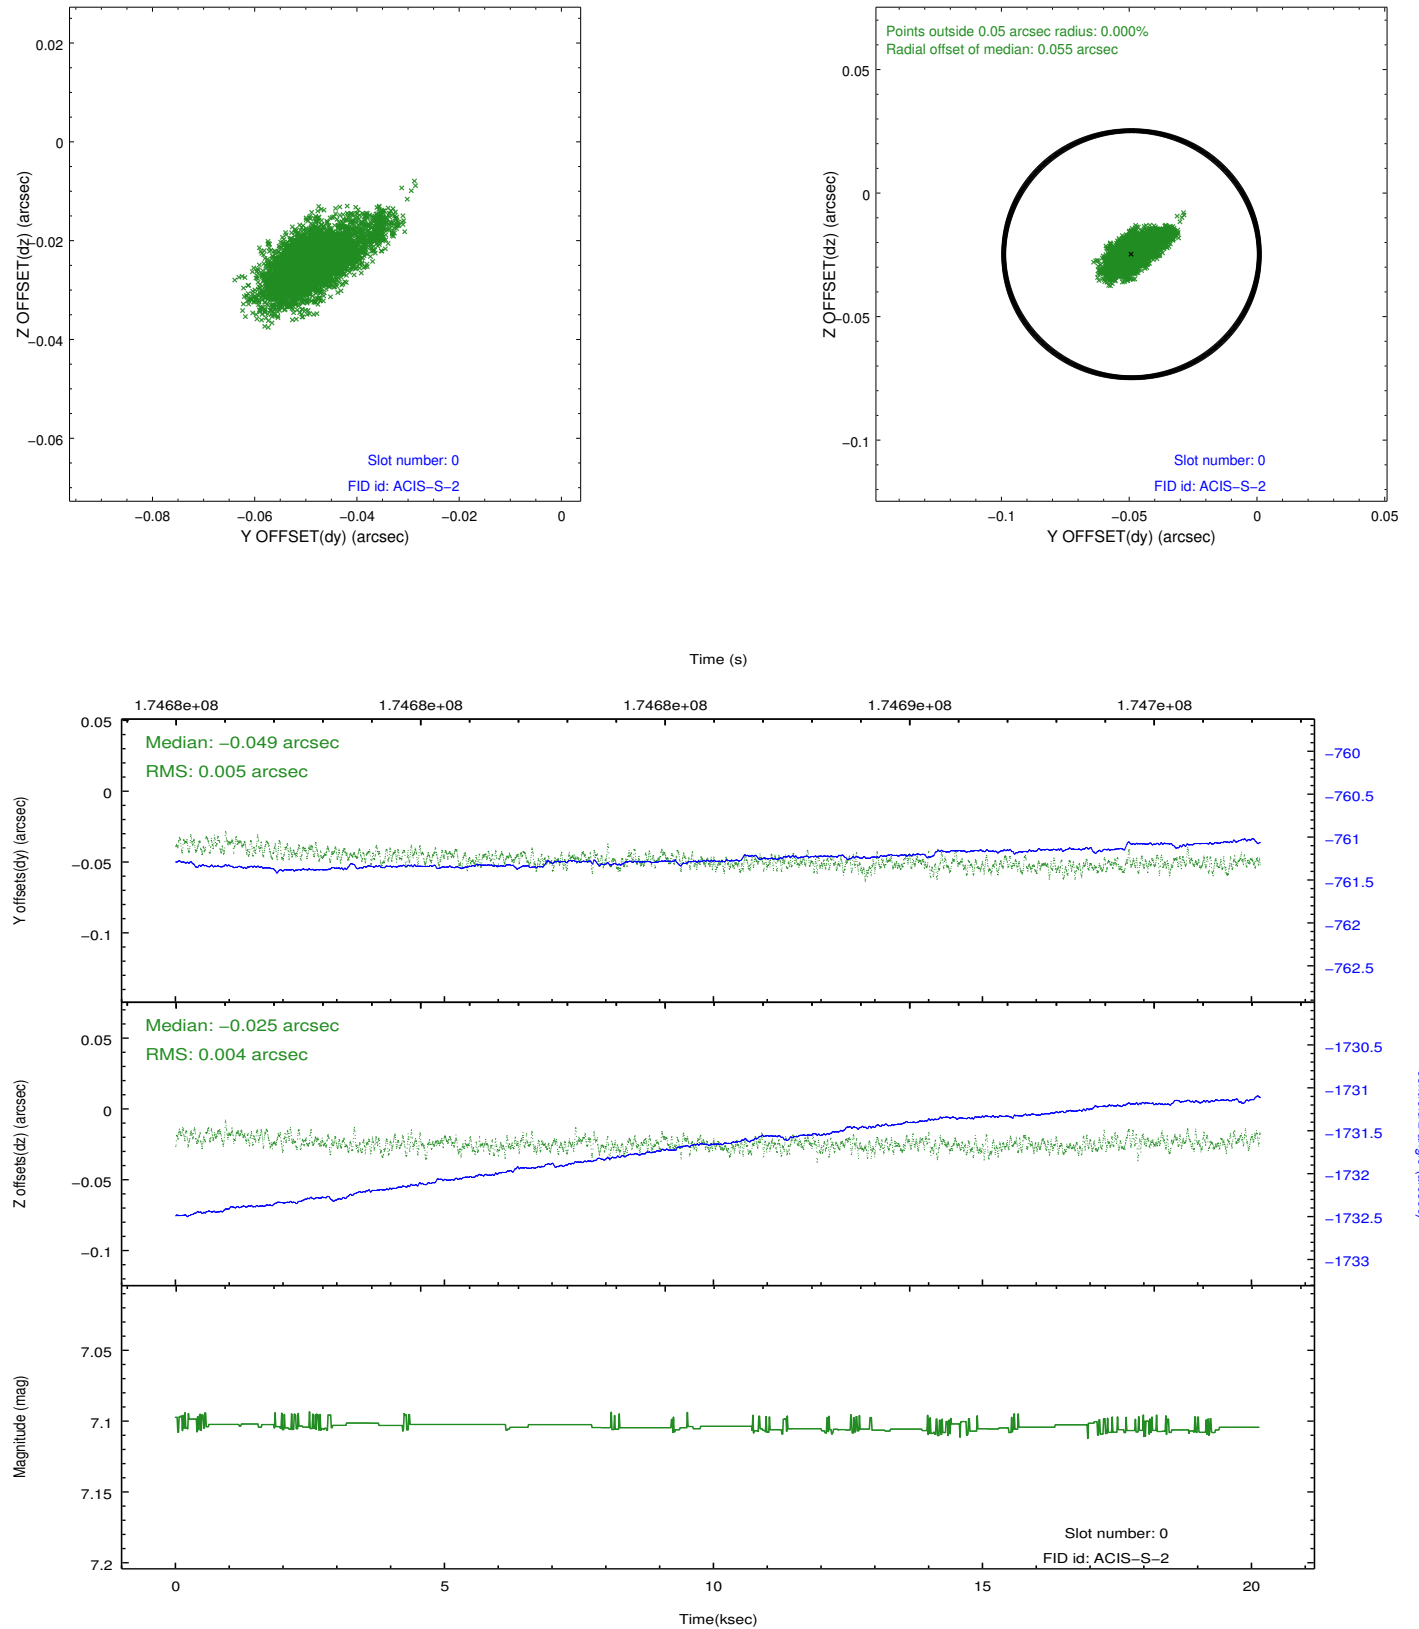 0.02
0
−0.02
−0.04
−0.06
Z OFFSET(dz) (arcsec)
Slot number: 0
FID id: ACIS−S−2
−0.08
−0.06
−0.04
−0.02
0
Y OFFSET(dy) (arcsec)
Points outside 0.05 arcsec radius: 0.000%
Radial offset of median: 0.055 arcsec
0.05
0
−0.05
−0.1
Z OFFSET(dz) (arcsec)
Slot number: 0
FID id: ACIS−S−2
−0.1
−0.05
0
0.05
Y OFFSET(dy) (arcsec)
Time (s)
1.7468e+08
1.7468e+08
1.7468e+08
1.7469e+08
1.747e+08
Median: −0.049 arcsec
RMS: 0.005 arcsec
0.05
0
−0.05
−0.1
Y offsets(dy) (arcsec)
−760
−760.5
−761
−761.5
−762
−762.5
Median: −0.025 arcsec
RMS: 0.004 arcsec
0.05
0
−0.05
−0.1
Z offsets(dz) (arcsec)
−1730.5
−1731
−1731.5
−1732
−1732.5
−1733
7.05
7.1
7.15
7.2
Magnitude (mag)
Slot number: 0
FID id: ACIS−S−2
0
5
10
15
20
Time(ksec)